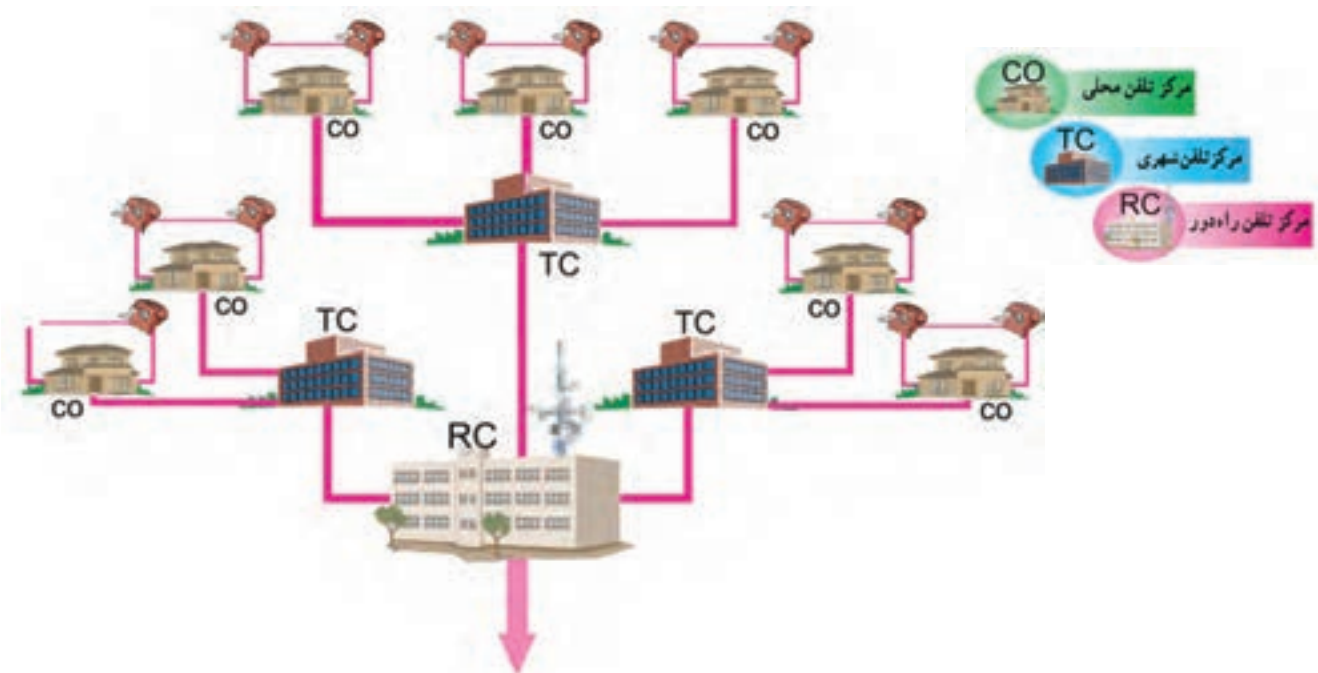 CO CO CO
CO
مرکز تلفن محلی
TC
مرکز تلفن شهری
RC
مرکز تلفن راه دور
TC
CO CO
TC TC
CO CO
RC